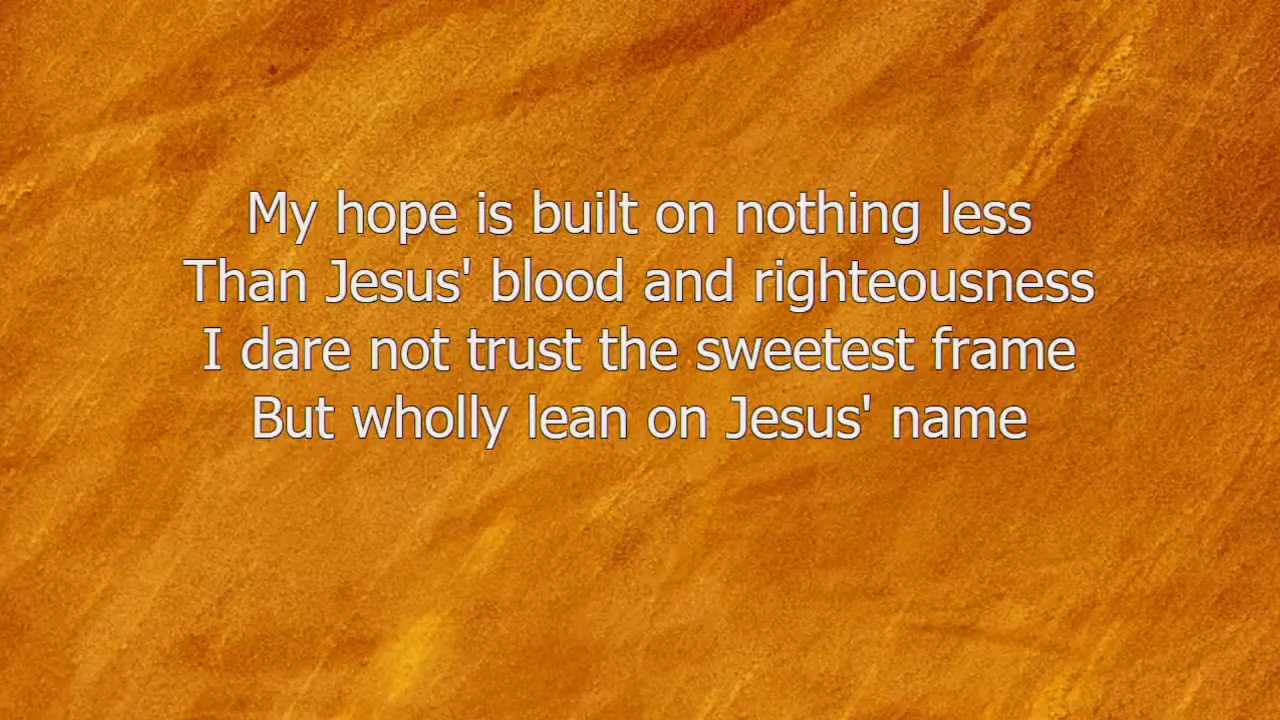 My hope is built on nothing less
Than Jesus' blood and righteousness
I dare not trust the sweetest frame
But wholly lean on Jesus' name